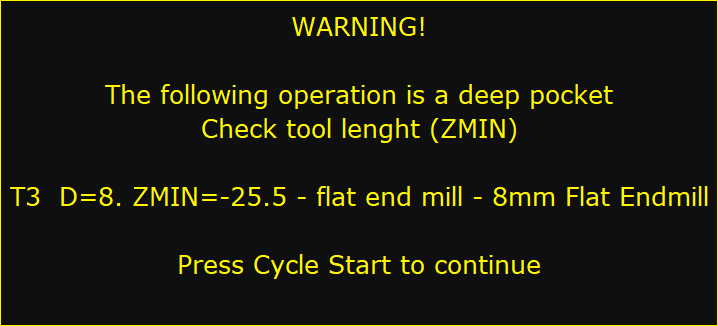 WARNING!
The following operation is a deep pocket
Check tool lenght (ZMIN)
T3  D=8. ZMIN=-25.5 - flat end mill - 8mm Flat Endmill
Press Cycle Start to continue